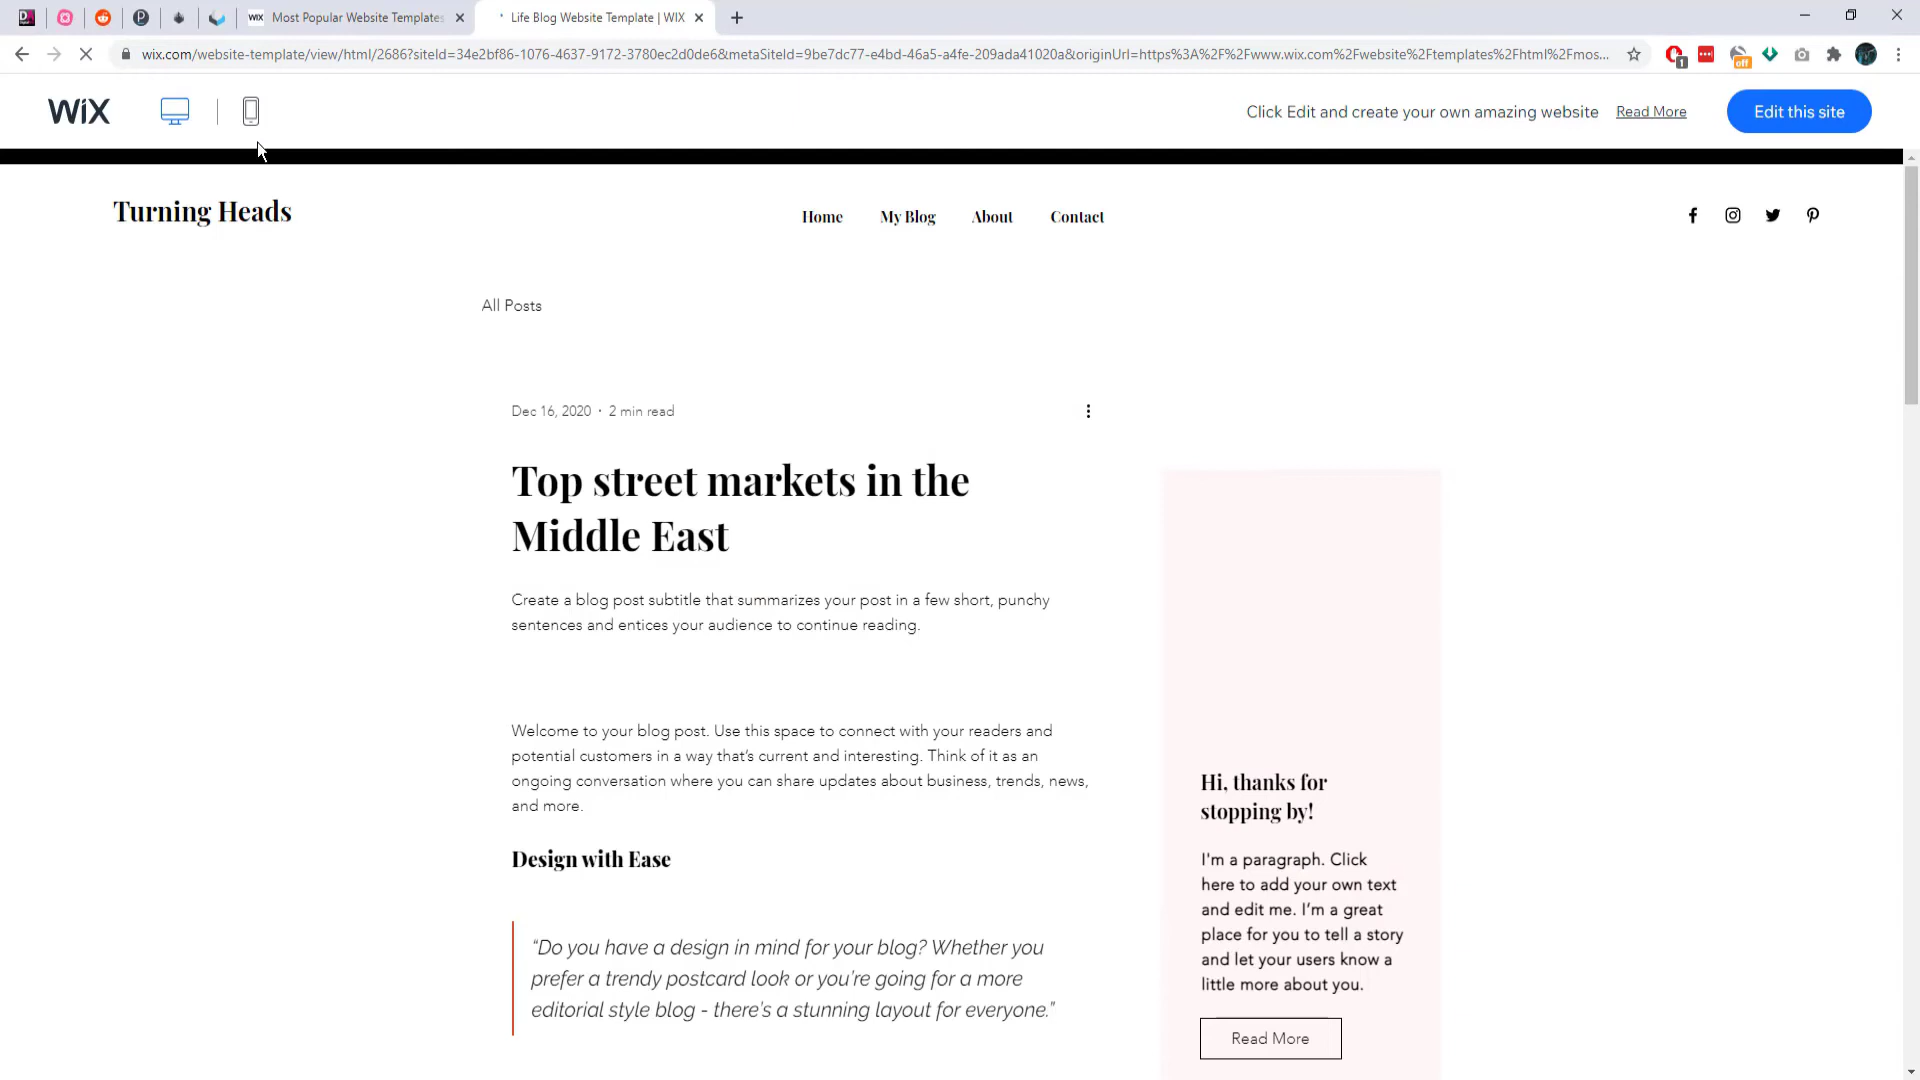 WIX Most Popular Website Templates
Life Blog Website Template | WIX
wix.com/website-template/view/html/2686?siteId=34e2bf86-1076-4637-9172-3780ec2d0de6&metaSiteId=9be7dc77-e4bd-46a5-a4fe-209ada41020a&originUrl=https%3A%2F%2Fwww.wix.com%2Fwebsite%2Ftemplates%2Fhtml%2Fmos...
1
off
WiX
Click Edit and create your own amazing website Read More
Edit this site
Turning Heads
Home My Blog About Contact
All Posts
Dec 16, 2020 · 2 min read
Top street markets in the
Middle East
Create a blog post subtitle that summarizes your post in a few short, punchy
sentences and entices your audience to continue reading.
Welcome to your blog post. Use this space to connect with your readers and
potential customers in a way that’s current and interesting. Think of it as an
ongoing conversation where you can share updates about business, trends, news,
and more.
Design with Ease
“Do you have a design in mind for your blog? Whether you
prefer a trendy postcard look or you’re going for a more
editorial style blog - there’s a stunning layout for everyone.”
Hi, thanks for
stopping by!
I'm a paragraph. Click
here to add your own text
and edit me. I’m a great
place for you to tell a story
and let your users know a
little more about you.
Read More